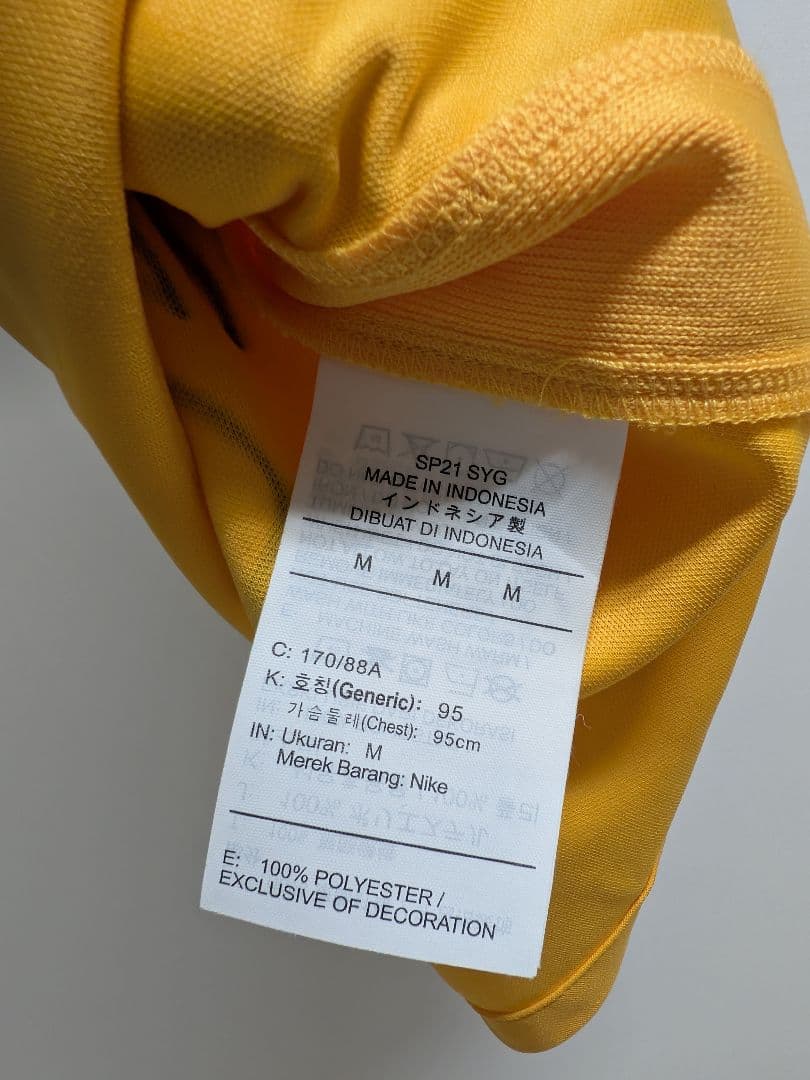 SP21 SYG
MADE IN INDONESIA
インドネシア製
DIBUAT DI INDONESIA
M M M
C: 170/88A
K: 호칭(Generic): 95
가슴둘레(Chest): 95cm
IN: Ukuran: M
Merek Barang: Nike
E: 100% POLYESTER /
EXCLUSIVE OF DECORATION